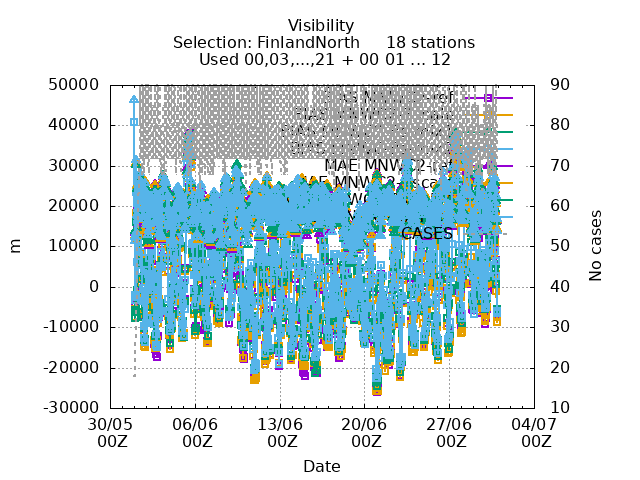 Visibility
Selection: FinlandNorth 18 stations
Used 00,03,...,21 + 00 01 ... 12
50000
40000
30000
20000
10000
0
-10000
-20000
-30000
m
90
80
70
60
50
40
30
20
10
No cases
MAE MNW
CASES
30/05 00Z
06/06 00Z
13/06 00Z
20/06 00Z
27/06 00Z
04/07 00Z
Date